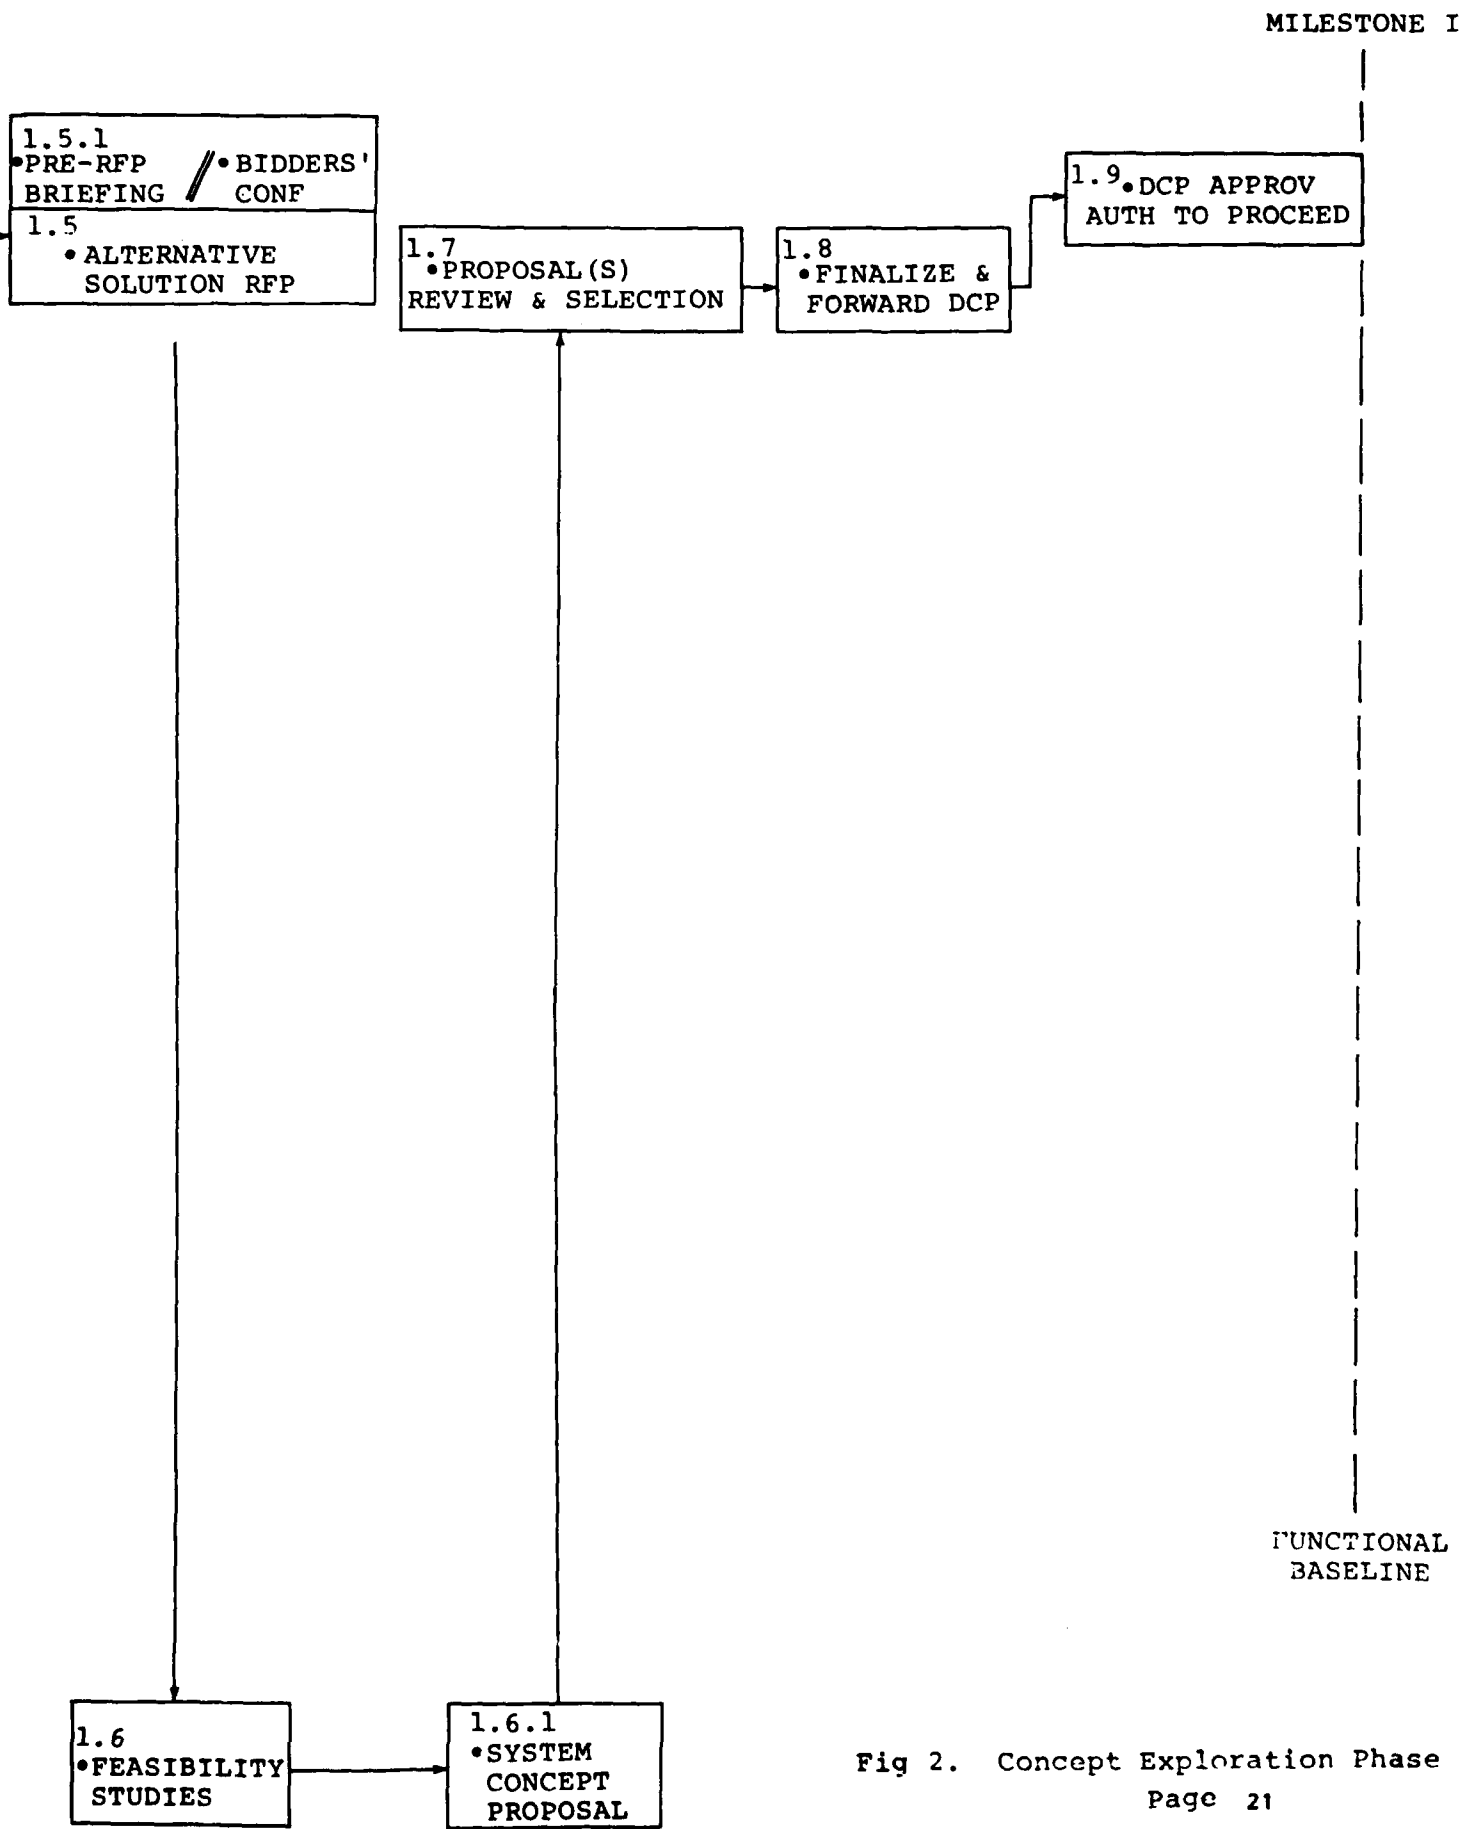 MILESTONE I
1.5.1
•PRE-RFP // •BIDDERS'
BRIEFING CONF
1.5
•ALTERNATIVE
SOLUTION RFP
1.7
•PROPOSAL(S)
REVIEW & SELECTION
1.8
•FINALIZE &
FORWARD DCP
1.9 •DCP APPROV
AUTH TO PROCEED
FUNCTIONAL
BASELINE
1.6
•FEASIBILITY
STUDIES
1.6.1
•SYSTEM
CONCEPT
PROPOSAL
Fig 2. Concept Exploration Phase
Page 21